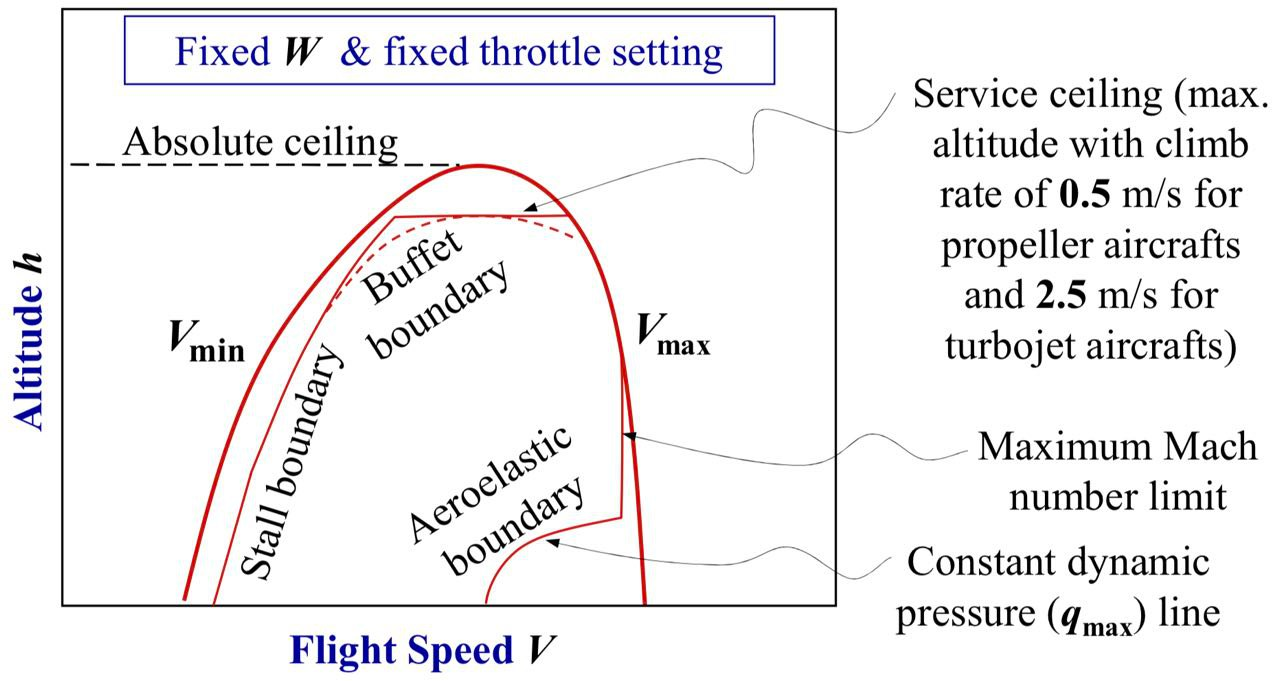 Fixed W & fixed throttle setting
Absolute ceiling
Service ceiling (max.
altitude with climb
rate of 0.5 m/s for
propeller aircrafts
and 2.5 m/s for
turbojet aircrafts)
Altitude h
Vmin
Buffet
boundary
Vmax
Stall boundary
Aeroelastic
boundary
Maximum Mach
number limit
Constant dynamic
pressure (qmax) line
Flight Speed V